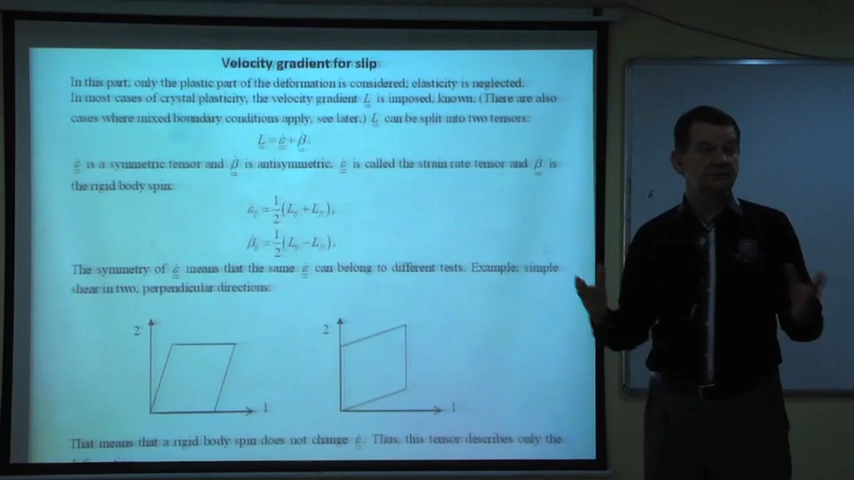 Velocity gradient for slip
In this part, only the plastic part of the deformation is considered; elasticity is neglected.
In most cases of crystal plasticity, the velocity gradient L is imposed, known. (There are also
cases where mixed boundary conditions apply, see later.) L can be split into two tensors:
L = ε̇ + β̇.
ε̇ is a symmetric tensor and β̇ is antisymmetric. ε̇ is called the strain rate tensor and β̇ is
the rigid body spin:
ε̇ij = 1/2 (Lij + Lji),
β̇ij = 1/2 (Lij − Lji).
The symmetry of ε̇ means that the same ε̇ can belong to different tests. Example: simple
shear in two, perpendicular directions:
2 2
1 1
That means that a rigid body spin does not change ε̇. Thus, this tensor describes only the